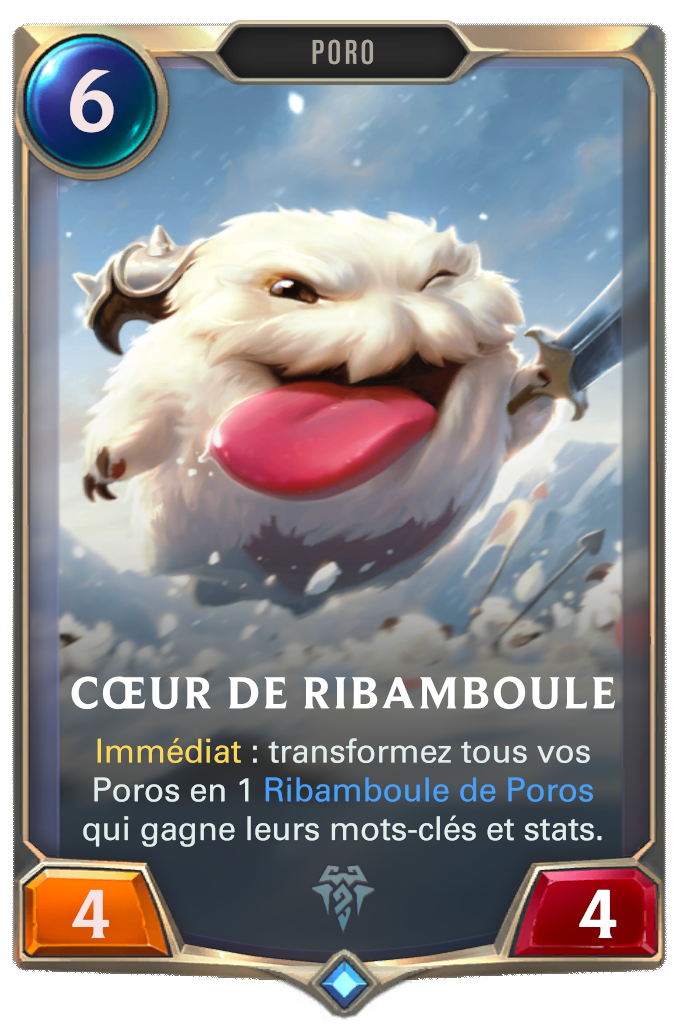 6
PORO
CŒUR DE RIBAMBOULE
Immédiat : transformez tous vos
Poros en 1 Ribamboule de Poros
qui gagne leurs mots-clés et stats.
4
4